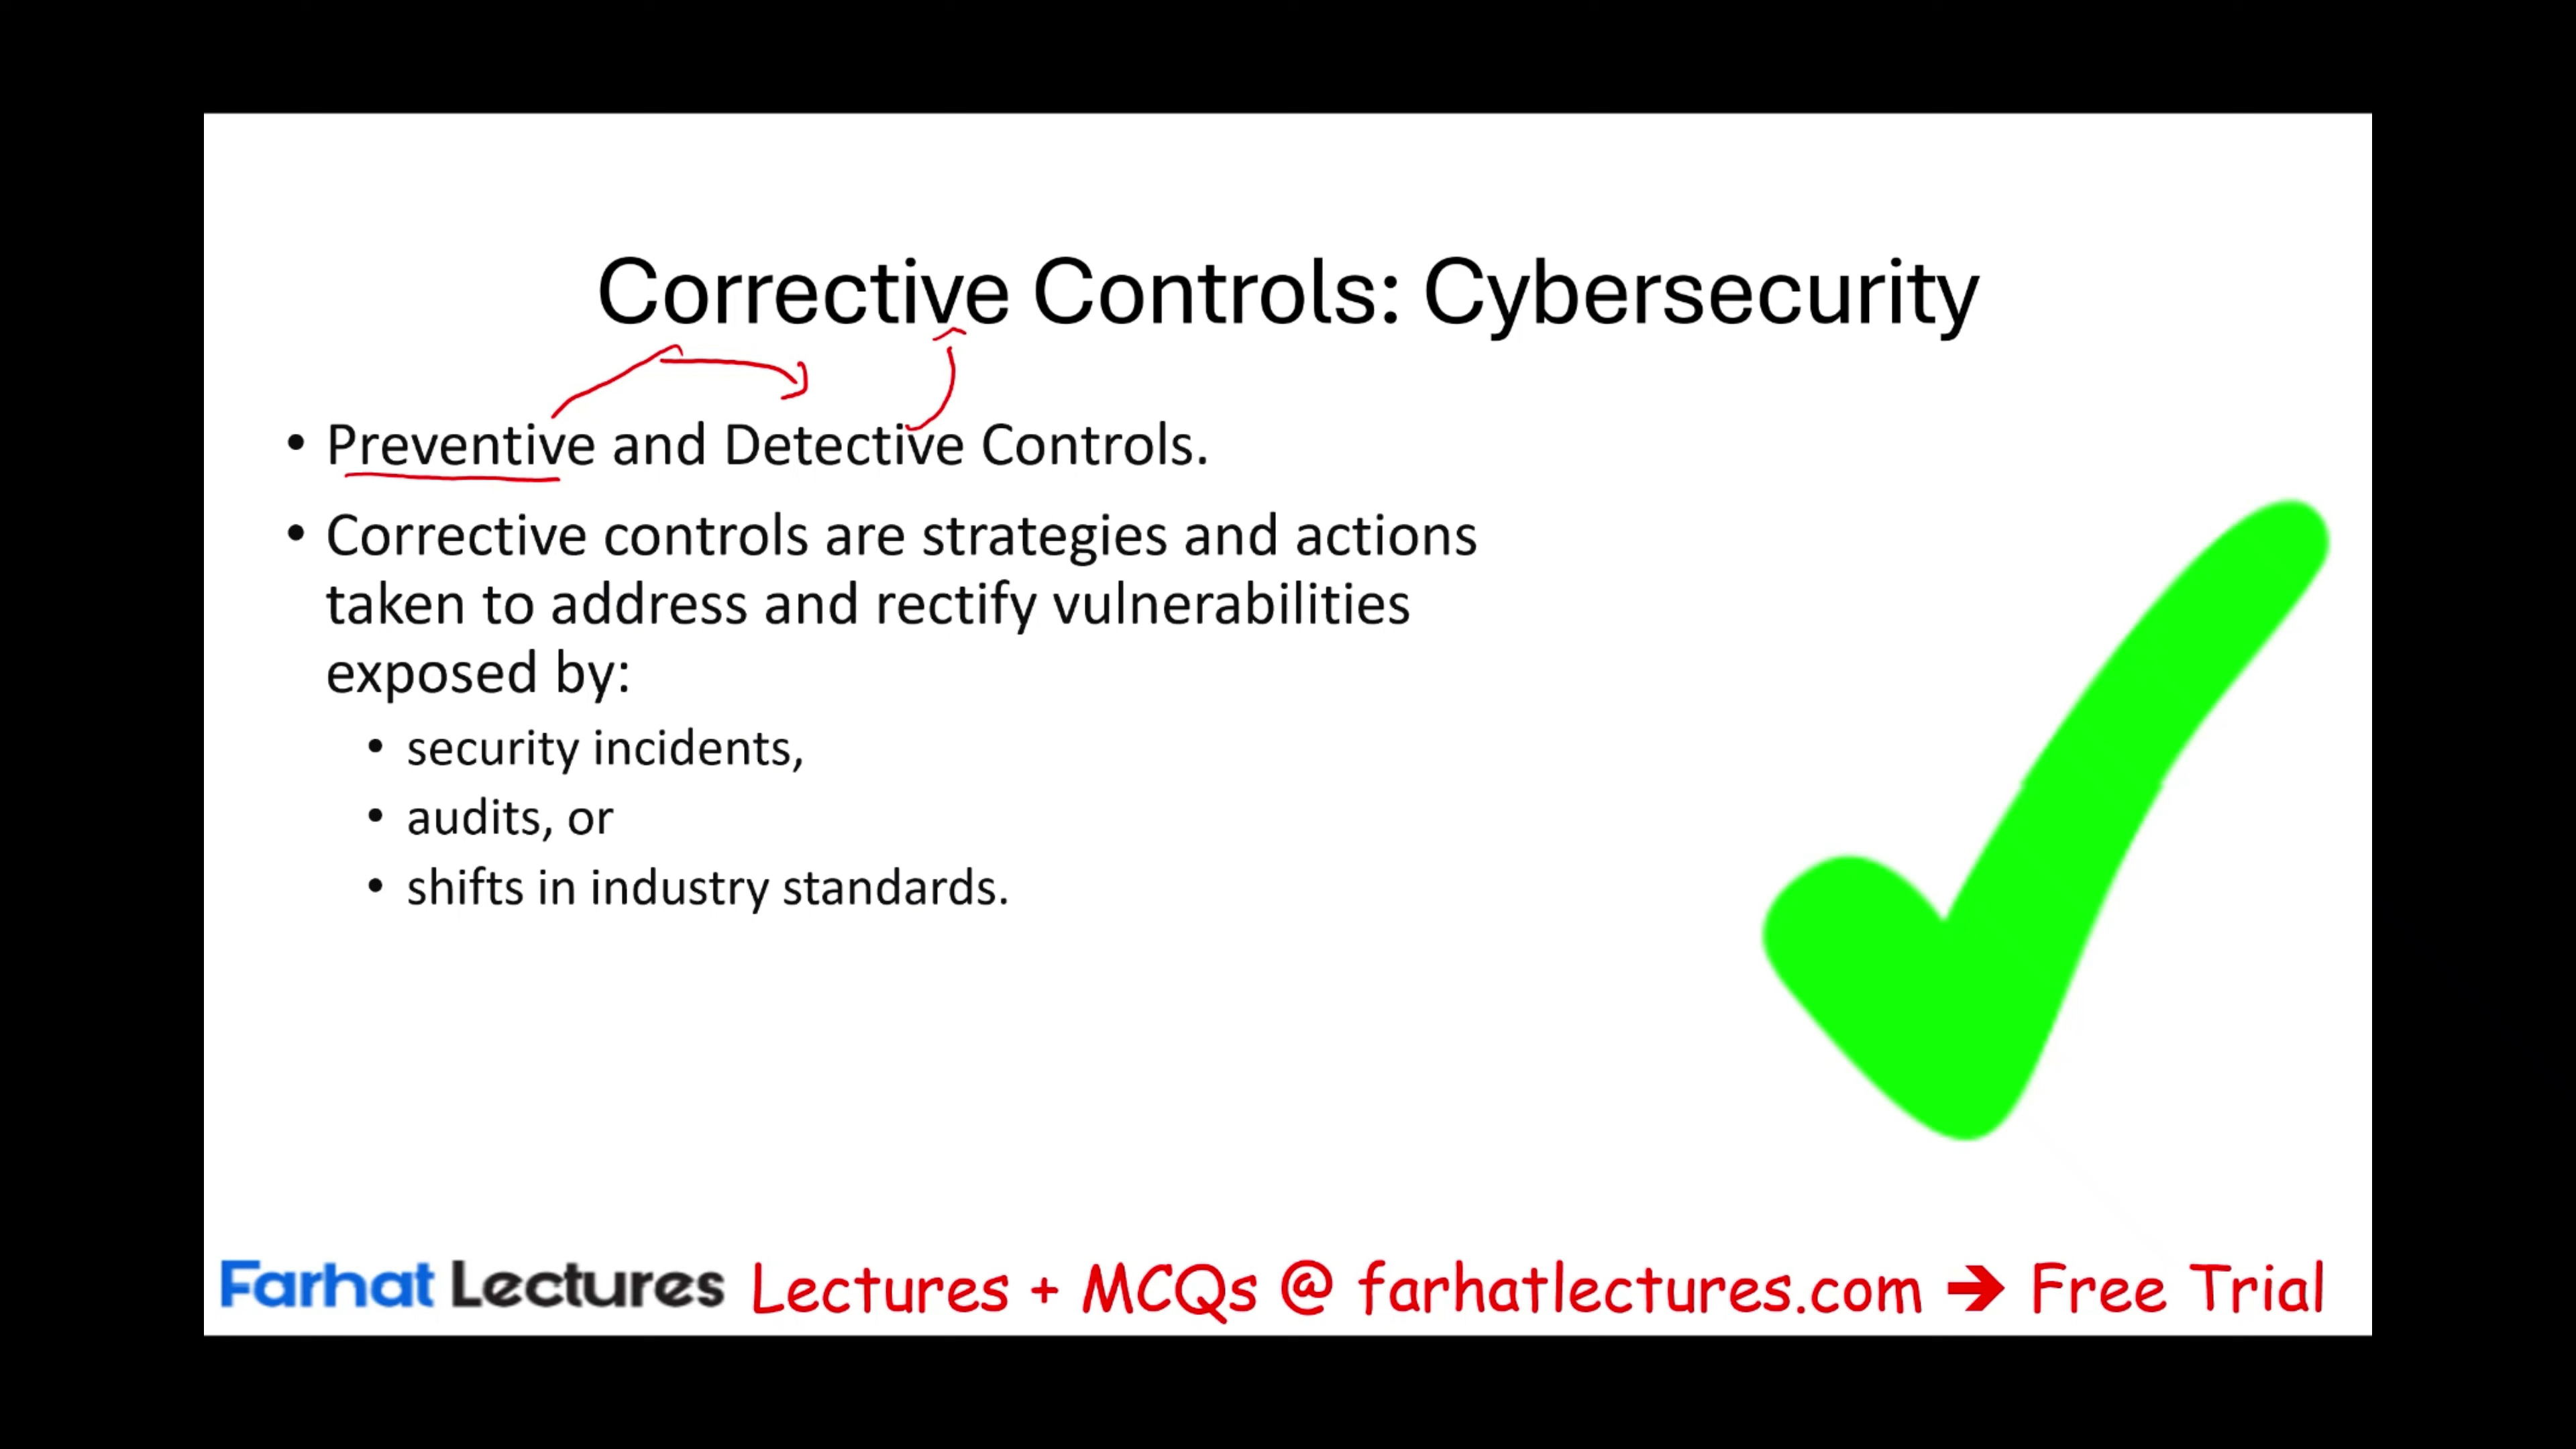 Corrective Controls: Cybersecurity
• Preventive and Detective Controls.
• Corrective controls are strategies and actions
taken to address and rectify vulnerabilities
exposed by:
• security incidents,
• audits, or
• shifts in industry standards.
Farhat Lectures Lectures + MCQs @ farhatlectures.com ➔ Free Trial